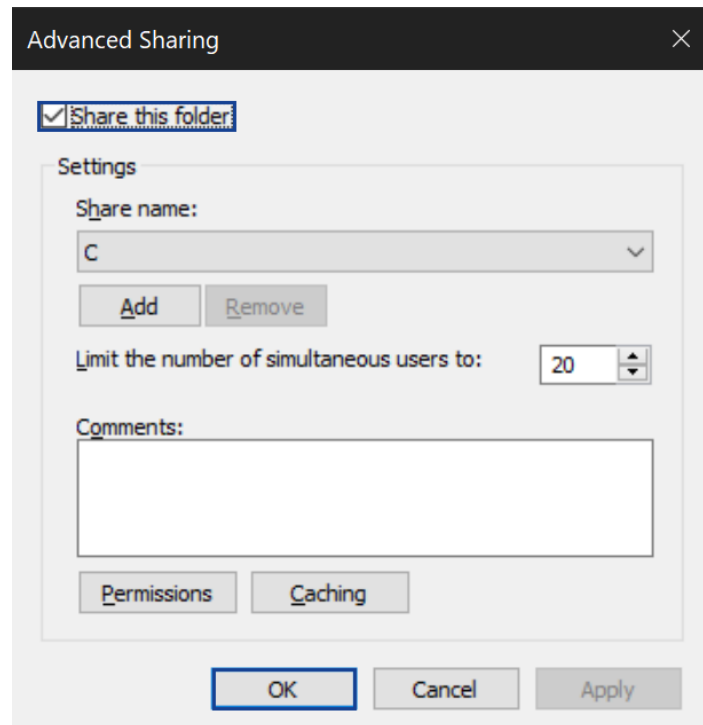 Advanced Sharing
Share this folder
Settings
Share name:
C
Add Remove
Limit the number of simultaneous users to: 20
Comments:
Permissions Caching
OK Cancel Apply